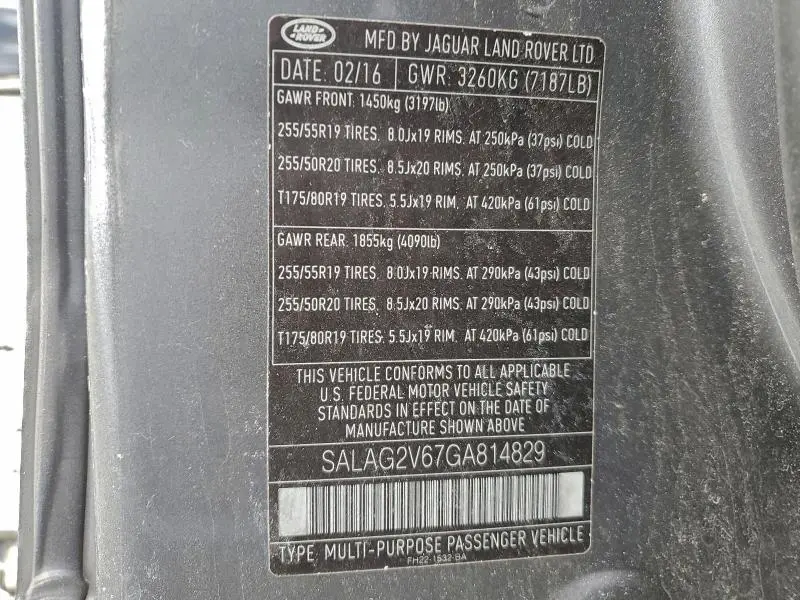 LAND ROVER
MFD BY JAGUAR LAND ROVER LTD
DATE: 02/16 GWR: 3260KG (7187LB)
GAWR FRONT: 1450kg (3197lb)
255/55R19 TIRES, 8.0Jx19 RIMS, AT 250kPa (37psi) COLD
255/50R20 TIRES, 8.5Jx20 RIMS, AT 250kPa (37psi) COLD
T175/80R19 TIRES, 5.5Jx19 RIM, AT 420kPa (61psi) COLD
GAWR REAR: 1855kg (4090lb)
255/55R19 TIRES, 8.0Jx19 RIMS, AT 290kPa (43psi) COLD
255/50R20 TIRES, 8.5Jx20 RIMS, AT 290kPa (43psi) COLD
T175/80R19 TIRES, 5.5Jx19 RIM, AT 420kPa (61psi) COLD
THIS VEHICLE CONFORMS TO ALL APPLICABLE
U.S. FEDERAL MOTOR VEHICLE SAFETY
STANDARDS IN EFFECT ON THE DATE OF
MANUFACTURE SHOWN ABOVE
SALAG2V67GA814829
TYPE: MULTI-PURPOSE PASSENGER VEHICLE
FH22-1532-BA